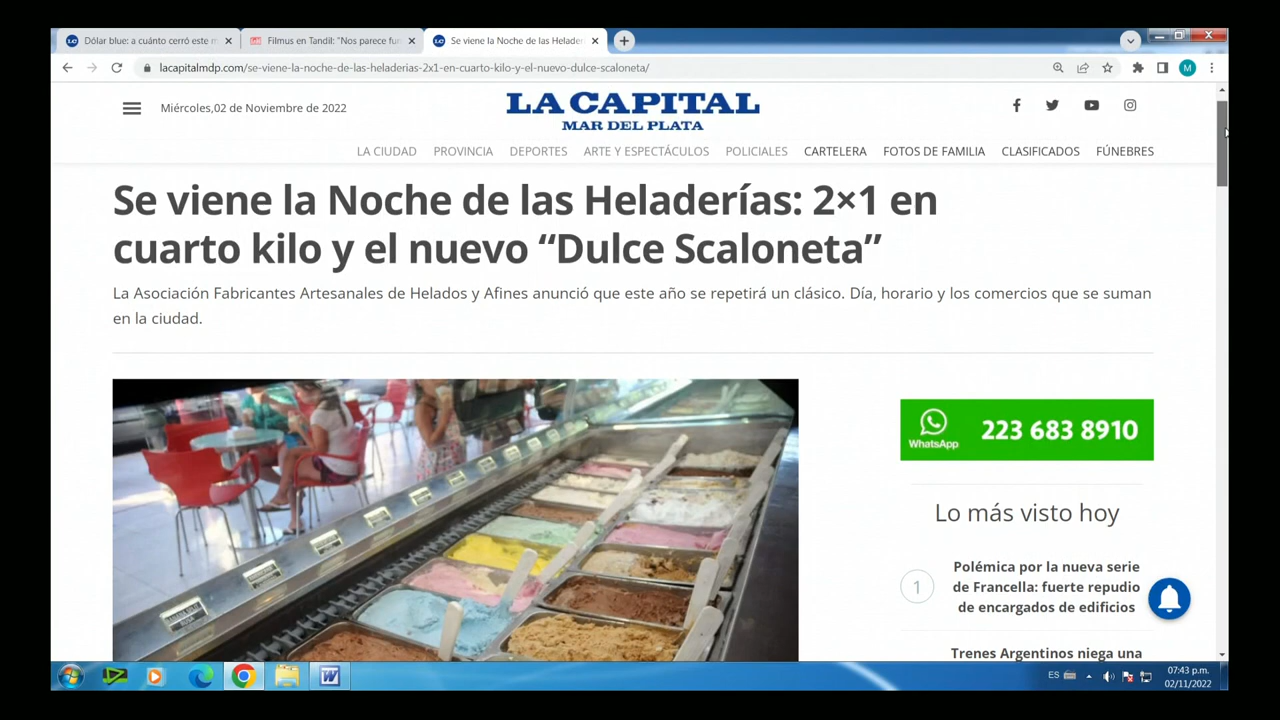 Dólar blue: a cuánto cerró este m
Filmus en Tandil: "Nos parece fu
Se viene la Noche de las Helader
lacapitalmdp.com/se-viene-la-noche-de-las-heladerias-2x1-en-cuarto-kilo-y-el-nuevo-dulce-scaloneta/
M
Miércoles,02 de Noviembre de 2022
LA CAPITAL
MAR DEL PLATA
LA CIUDAD PROVINCIA DEPORTES ARTE Y ESPECTÁCULOS POLICIALES CARTELERA FOTOS DE FAMILIA CLASIFICADOS FÚNEBRES
Se viene la Noche de las Heladerías: 2×1 en
cuarto kilo y el nuevo “Dulce Scaloneta”
La Asociación Fabricantes Artesanales de Helados y Afines anunció que este año se repetirá un clásico. Día, horario y los comercios que se suman
en la ciudad.
WhatsApp
223 683 8910
Lo más visto hoy
1
Polémica por la nueva serie
de Francella: fuerte repudio
de encargados de edificios
Trenes Argentinos niega una
ES
07:43 p.m.
02/11/2022